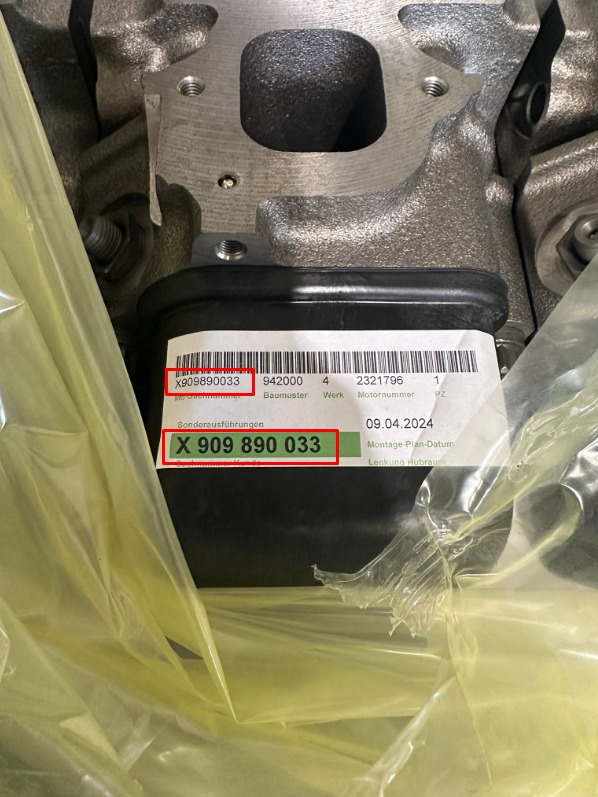 X909890033 942000 4 2321796 1
Baumuster Werk Motornummer PZ
Sonderausführungen 09.04.2024
X 909 890 033 Montage-Plan-Datum
Lenkung Hubraum